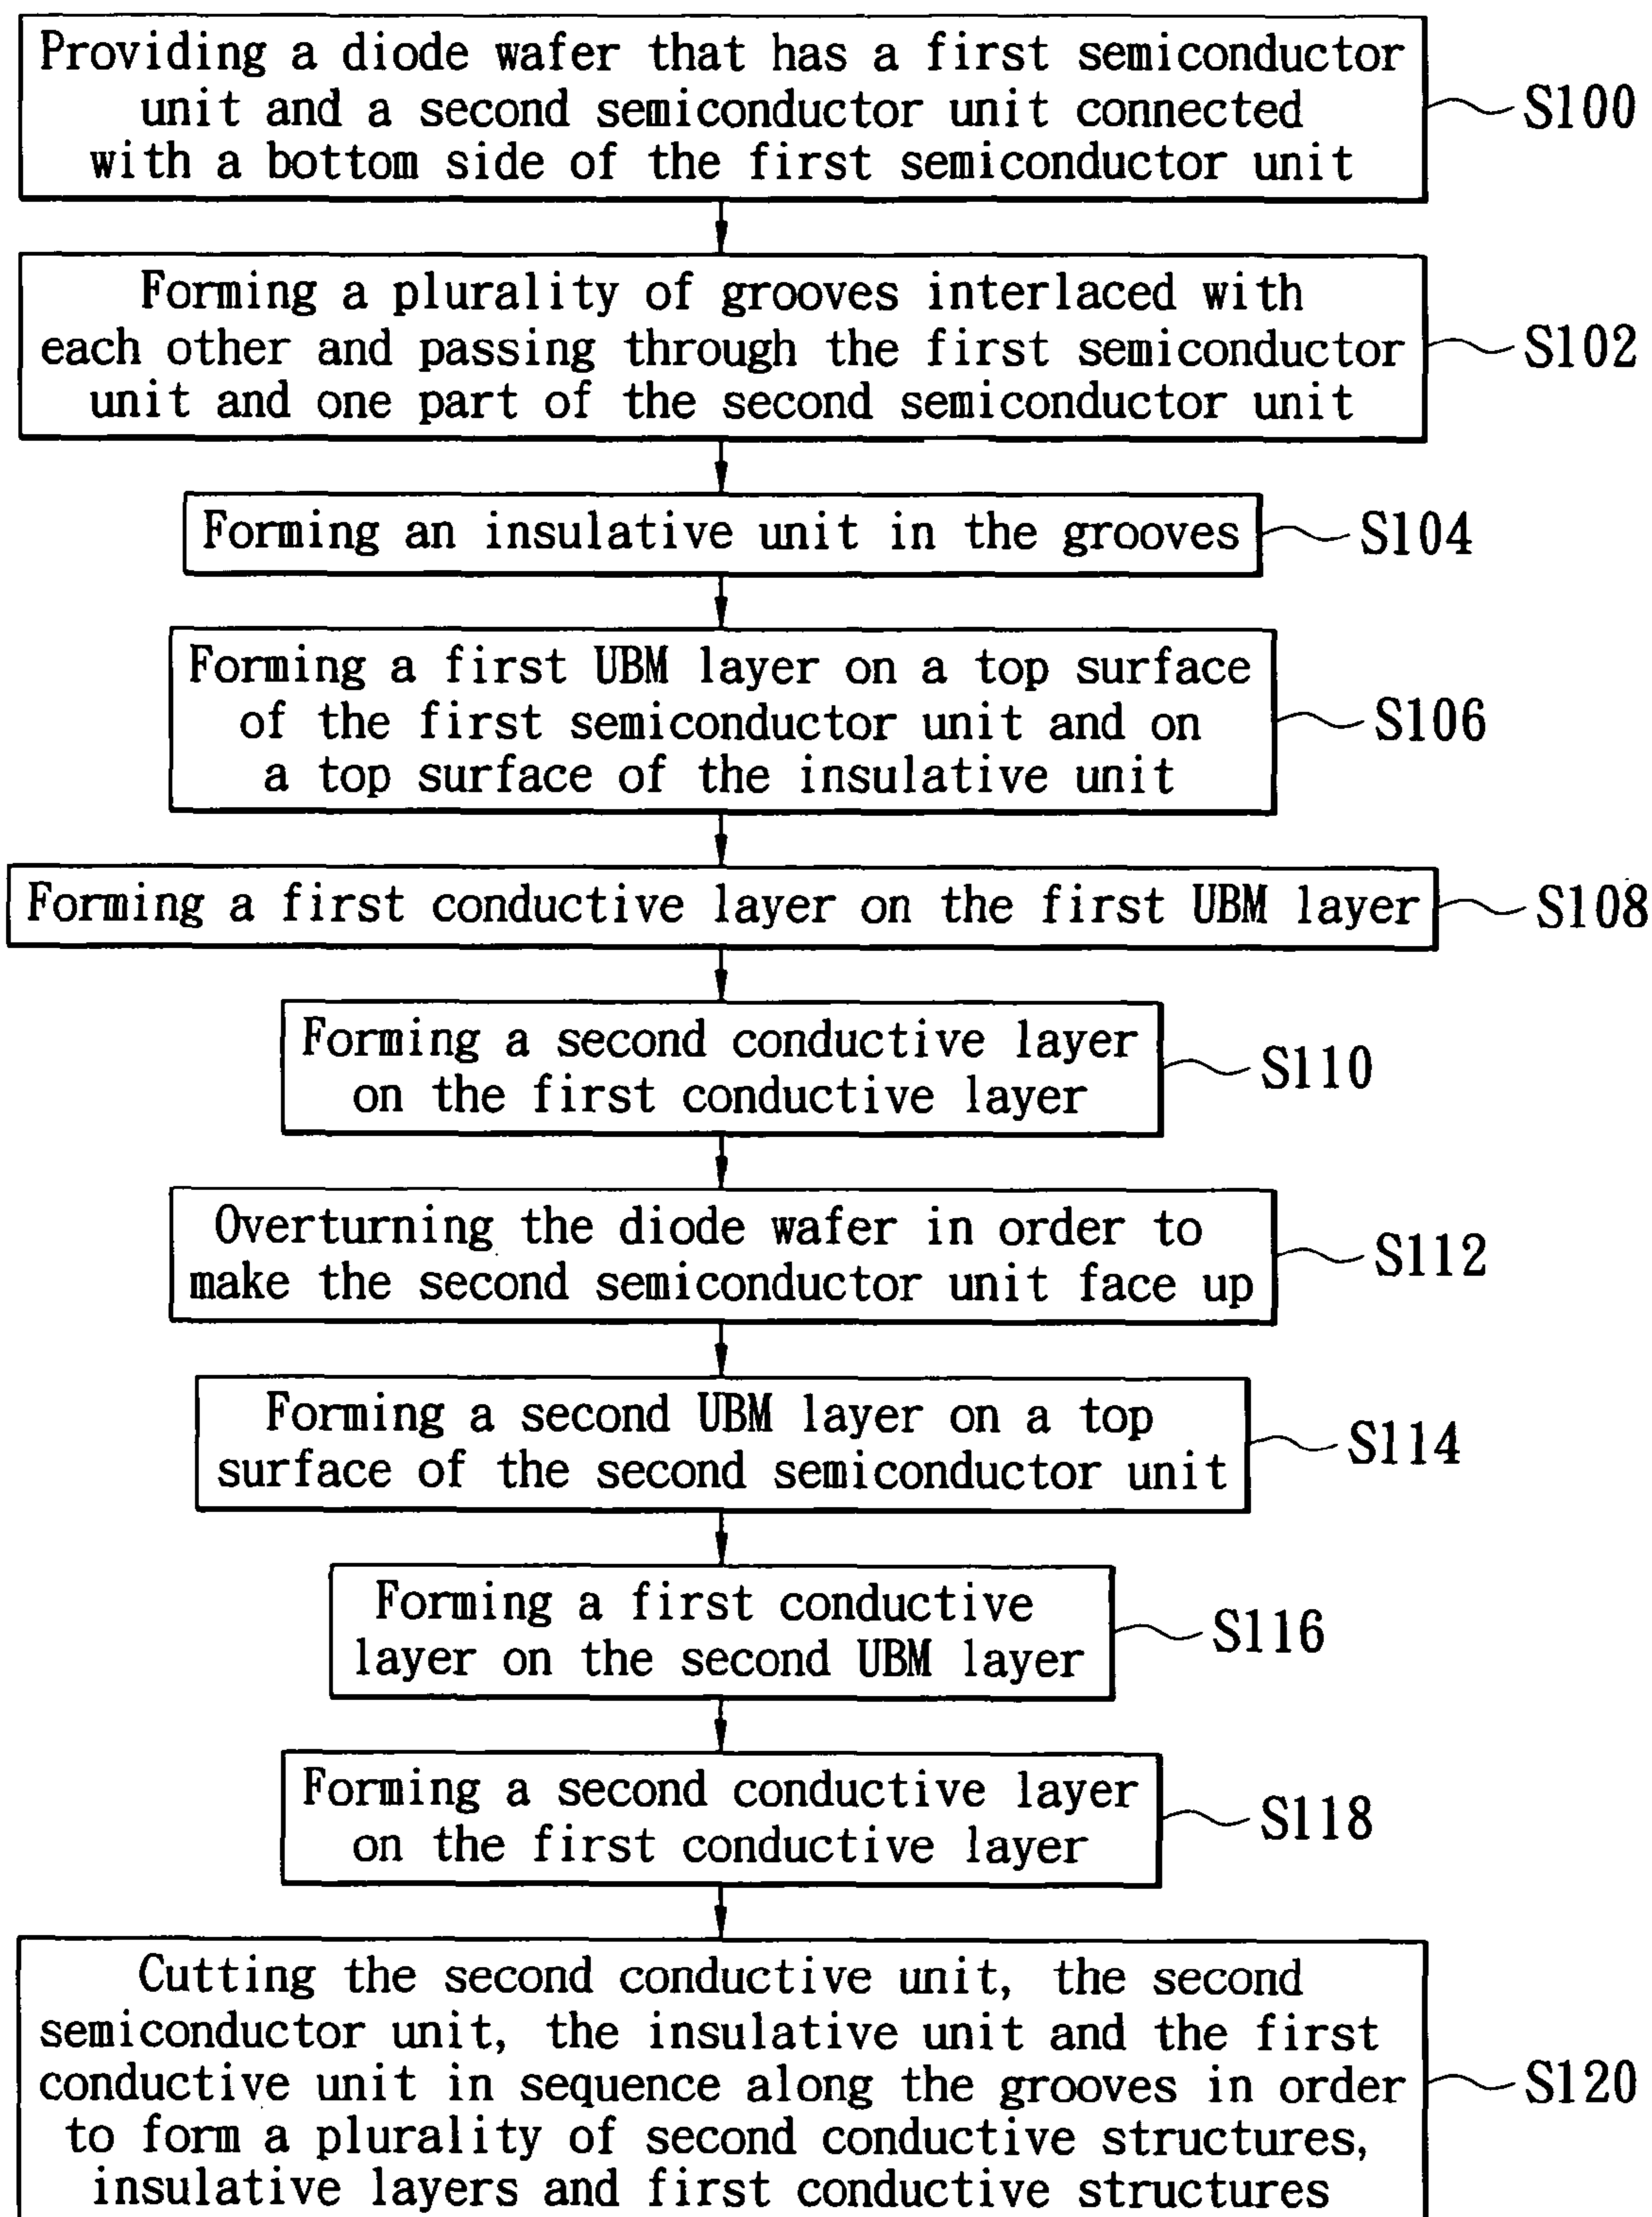 Providing a diode wafer that has a first semiconductor
unit and a second semiconductor unit connected
with a bottom side of the first semiconductor unit
S100
Forming a plurality of grooves interlaced with
each other and passing through the first semiconductor
unit and one part of the second semiconductor unit
S102
Forming an insulative unit in the grooves
S104
Forming a first UBM layer on a top surface
of the first semiconductor unit and on
a top surface of the insulative unit
S106
Forming a first conductive layer on the first UBM layer
S108
Forming a second conductive layer
on the first conductive layer
S110
Overturning the diode wafer in order to
make the second semiconductor unit face up
S112
Forming a second UBM layer on a top
surface of the second semiconductor unit
S114
Forming a first conductive
layer on the second UBM layer
S116
Forming a second conductive layer
on the first conductive layer
S118
Cutting the second conductive unit, the second
semiconductor unit, the insulative unit and the first
conductive unit in sequence along the grooves in order
to form a plurality of second conductive structures,
insulative layers and first conductive structures
S120